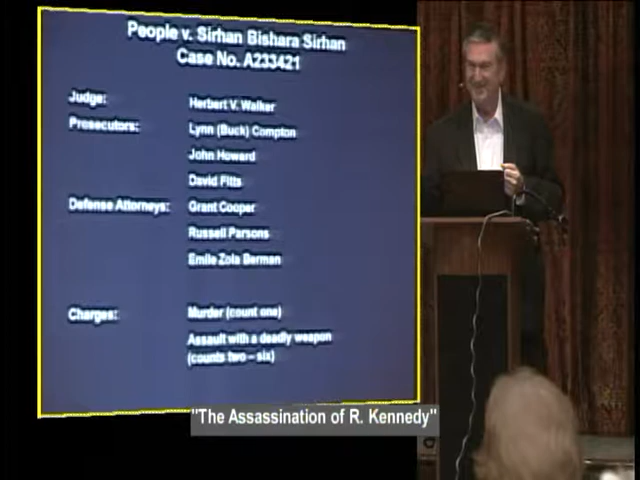 People v. Sirhan Bishara Sirhan
Case No. A233421
Judge: Herbert V. Walker
Prosecutors: Lynn (Buck) Compton
John Howard
David Fitts
Defense Attorneys: Grant Cooper
Russell Parsons
Emile Zola Berman
Charges: Murder (count one)
Assault with a deadly weapon
(counts two – six)
"The Assassination of R. Kennedy"